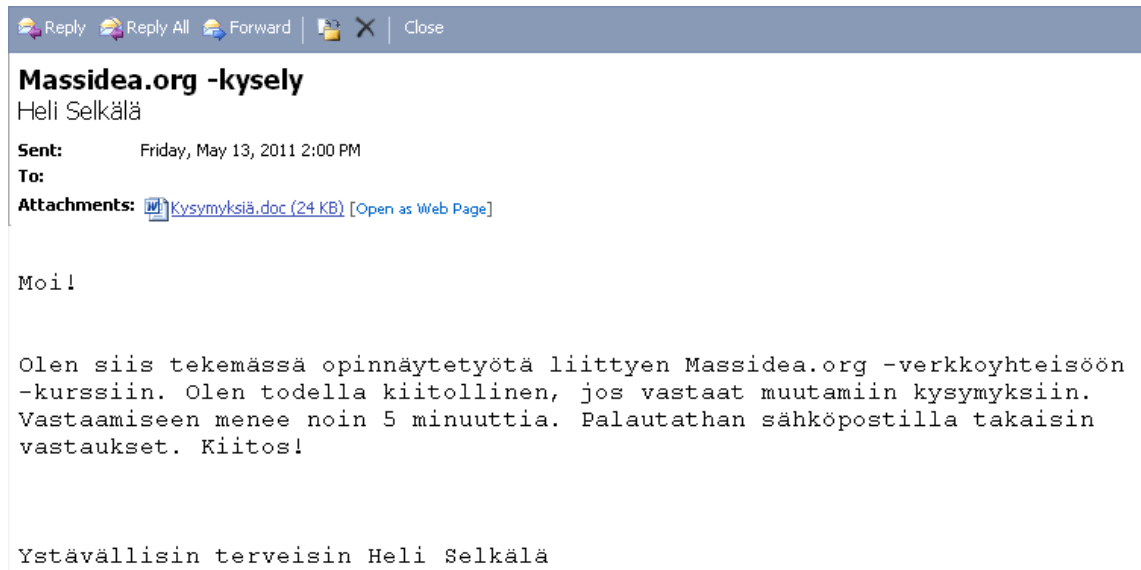 Reply Reply All Forward Close
Massidea.org -kysely
Heli Selkälä
Sent: Friday, May 13, 2011 2:00 PM
To:
Attachments: Kysymyksiä.doc (24 KB) [Open as Web Page]
Moi!
Olen siis tekemässä opinnäytetyötä liittyen Massidea.org -verkkoyhteisöön
-kurssiin. Olen todella kiitollinen, jos vastaat muutamiin kysymyksiin.
Vastaamiseen menee noin 5 minuuttia. Palautathan sähköpostilla takaisin
vastaukset. Kiitos!
Ystävällisin terveisin Heli Selkälä